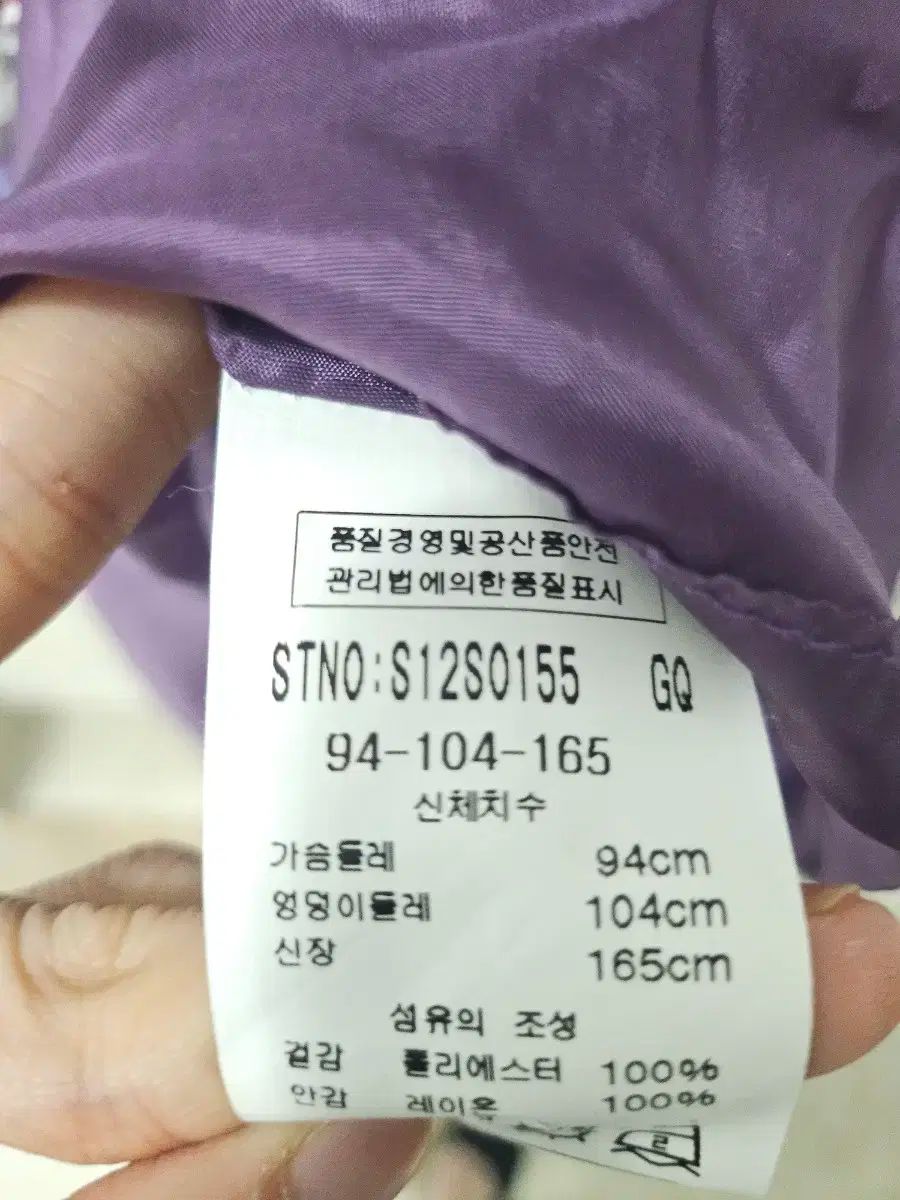 품질경영및공산품안전
관리법에의한품질표시
STNO:S12S0155 GQ
94-104-165
신체치수
가슴둘레 94cm
엉덩이둘레 104cm
신장 165cm
섬유의 조성
겉감 폴리에스터 100%
안감 레이온 100%